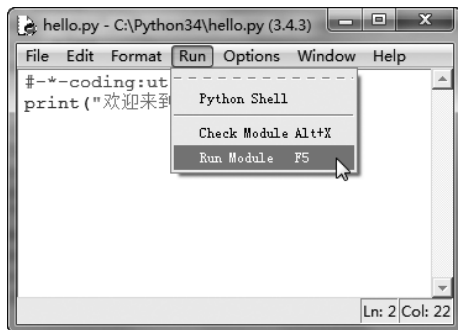 hello.py - C:\Python34\hello.py (3.4.3)
File Edit Format Run Options Window Help
#-*-coding:ut
print("欢迎来到
Python Shell
Check Module Alt+X
Run Module F5
Ln: 2 Col: 22